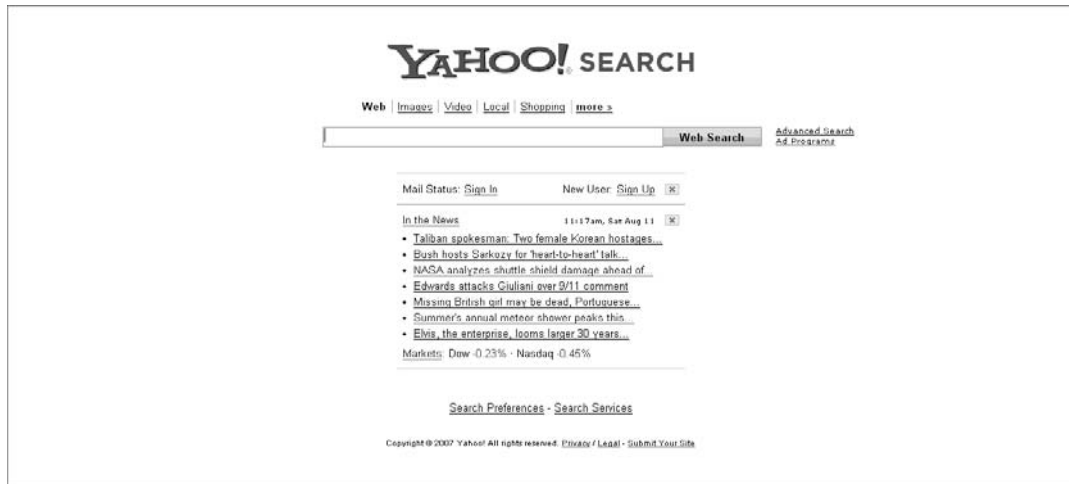 YAHOO! SEARCH
Web | Images | Video | Local | Shopping | more »
Web Search
Advanced Search
Ad Programs
Mail Status: Sign In New User: Sign Up
In the News 11:17am, Sat Aug 11
• Taliban spokesman: Two female Korean hostages...
• Bush hosts Sarkozy for 'heart-to-heart' talk...
• NASA analyzes shuttle shield damage ahead of...
• Edwards attacks Giuliani over 9/11 comment
• Missing British girl may be dead, Portuguese...
• Summer's annual meteor shower peaks this...
• Elvis, the enterprise, looms larger 30 years...
Markets: Dow -0.23% · Nasdaq -0.45%
Search Preferences - Search Services
Copyright © 2007 Yahoo! All rights reserved. Privacy / Legal - Submit Your Site